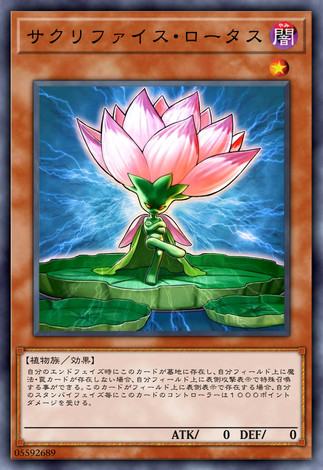 サクリファイス・ロータス
やみ
闇
【植物族/効果】
自分のエンドフェイズ時にこのカードが墓地に存在し、自分フィールド上に魔
法・罠カードが存在しない場合、自分フィールド上に表側攻撃表示で特殊召喚
する事ができる。このカードがフィールド上に表側表示で存在する場合、自分
のスタンバイフェイズ毎にこのカードのコントローラーは1000ポイント
ダメージを受ける。
ATK/ 0 DEF/ 0
05592689